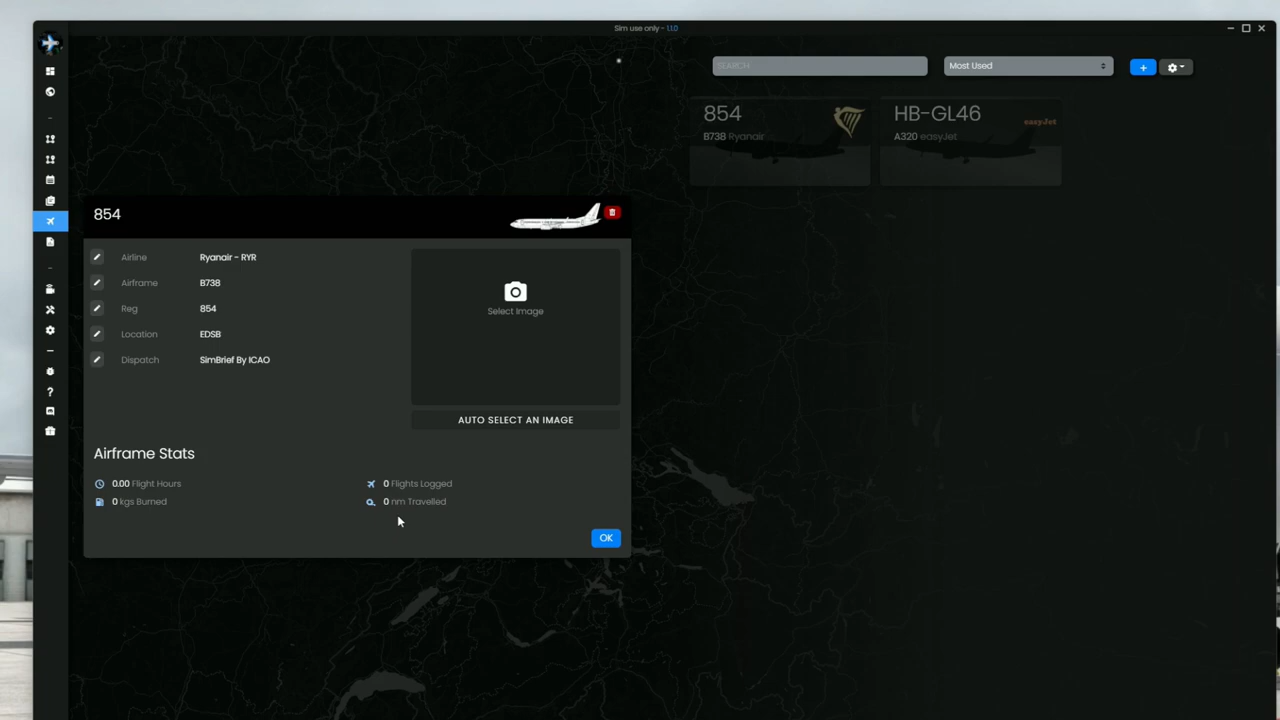 Sim use only - 1.1.0
SEARCH
Most Used
+
854
B738 Ryanair
HB-GL46
A320 easyJet
easyJet
854
Airline Ryanair - RYR
Airframe B738
Reg 854
Location EDSB
Dispatch SimBrief By ICAO
Select Image
AUTO SELECT AN IMAGE
Airframe Stats
0.00 Flight Hours
0 Flights Logged
0 kgs Burned
0 nm Travelled
OK